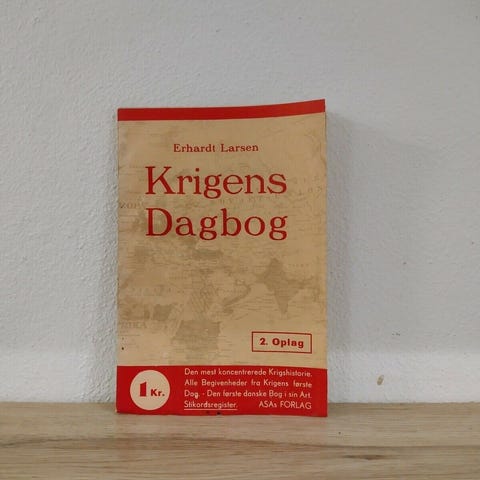 Erhardt Larsen
Krigens
Dagbog
2. Oplag
1 Kr.
Den mest koncentrerede Krigshistorie.
Alle Begivenheder fra Krigens første
Dag. - Den første danske Bog i sin Art.
Stikordsregister. ASAs FORLAG